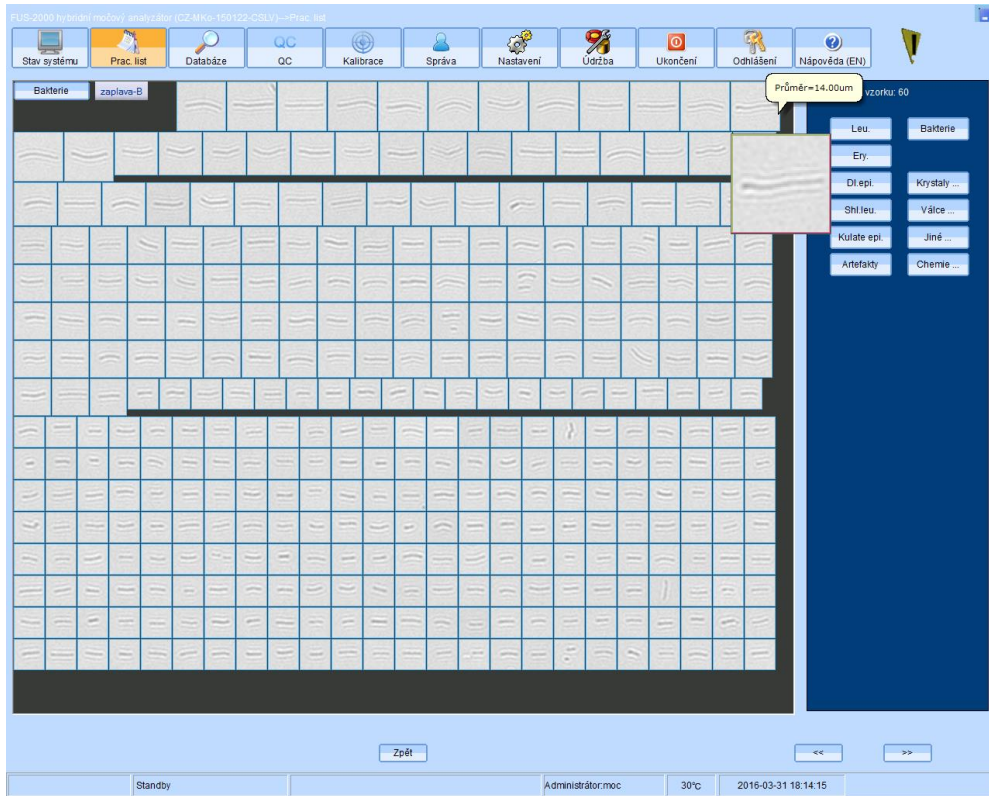 FUS-2000 hybridní močový analyzátor (CZ-MKo-150122-CSLV)-->Prac. list
Stav systému
Prac. list
Databáze
QC
QC
Kalibrace
Správa
Nastavení
Údržba
Ukončení
Odhlášení
Nápověda (EN)
Bakterie
zaplava-B
Průměr=14.00um
vzorku: 60
Leu.
Bakterie
Ery.
Dl.epi.
Krystaly ...
Shl.leu.
Válce ...
Kulate epi.
Jiné ...
Artefakty
Chemie ...
Zpět
<<
>>
Standby
Administrátor:moc
30°C
2016-03-31 18:14:15